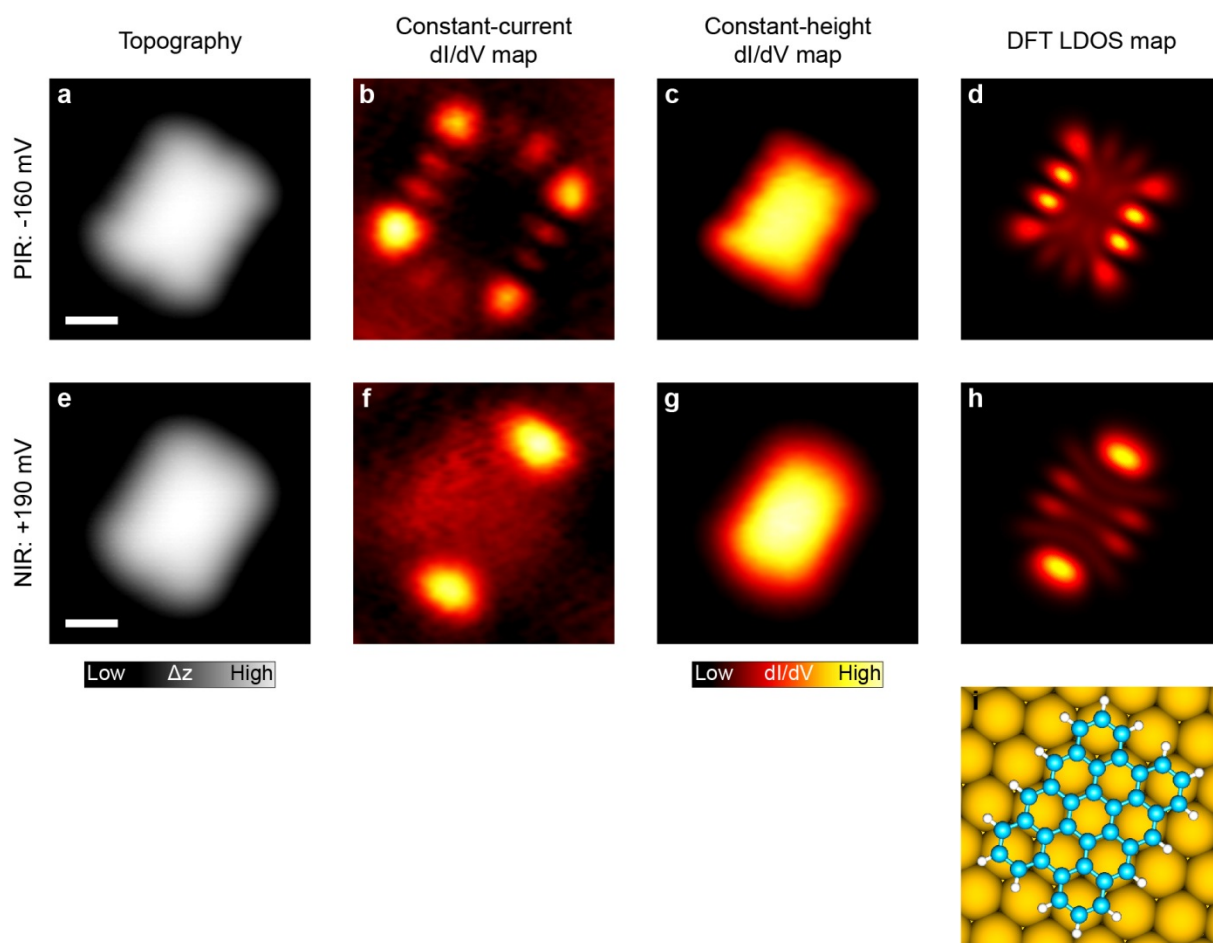 Topography
Constant-current
dI/dV map
Constant-height
dI/dV map
DFT LDOS map
PIR: -160 mV
a
b
c
d
NIR: +190 mV
e
f
g
h
Low Δz High
Low dI/dV High
i